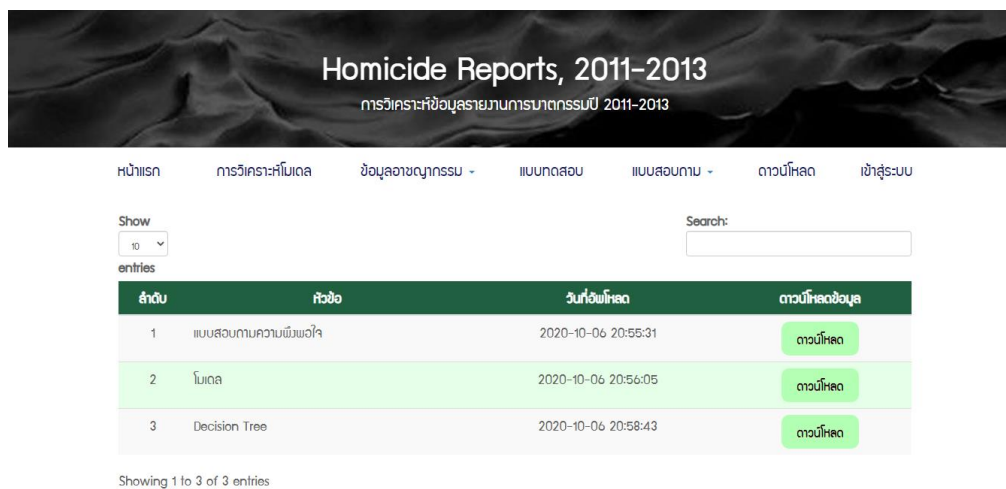 Homicide Reports, 2011-2013
การวิเคราะห์ข้อมูลรายงานการฆาตกรรมปี 2011-2013
หน้าแรก การวิเคราะห์โมเดล ข้อมูลอาชญากรรม แบบทดสอบ แบบสอบถาม ดาวน์โหลด เข้าสู่ระบบ
Show Search:
10
entries
ลำดับ หัวข้อ วันที่อัพโหลด ดาวน์โหลดข้อมูล
1 แบบสอบถามความพึงพอใจ 2020-10-06 20:55:31 ดาวน์โหลด
2 โมเดล 2020-10-06 20:56:05 ดาวน์โหลด
3 Decision Tree 2020-10-06 20:58:43 ดาวน์โหลด
Showing 1 to 3 of 3 entries